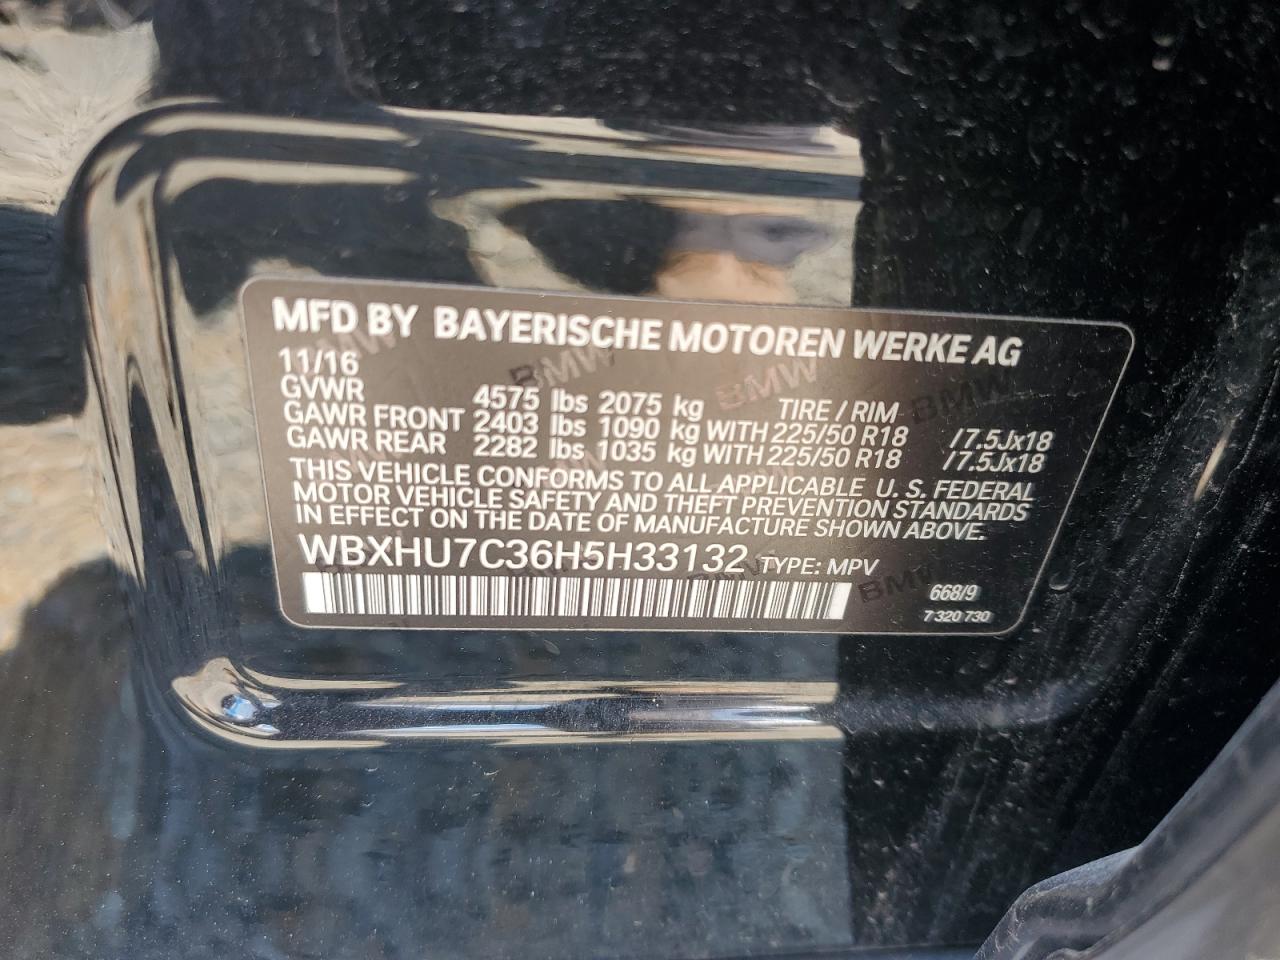 MFD BY BAYERISCHE MOTOREN WERKE AG
11/16
GVWR 4575 lbs 2075 kg TIRE / RIM
GAWR FRONT 2403 lbs 1090 kg WITH 225/50 R18 /7.5Jx18
GAWR REAR 2282 lbs 1035 kg WITH 225/50 R18 /7.5Jx18
THIS VEHICLE CONFORMS TO ALL APPLICABLE U. S. FEDERAL
MOTOR VEHICLE SAFETY AND THEFT PREVENTION STANDARDS
IN EFFECT ON THE DATE OF MANUFACTURE SHOWN ABOVE.
WBXHU7C36H5H33132 TYPE: MPV
668/9
7 320 730